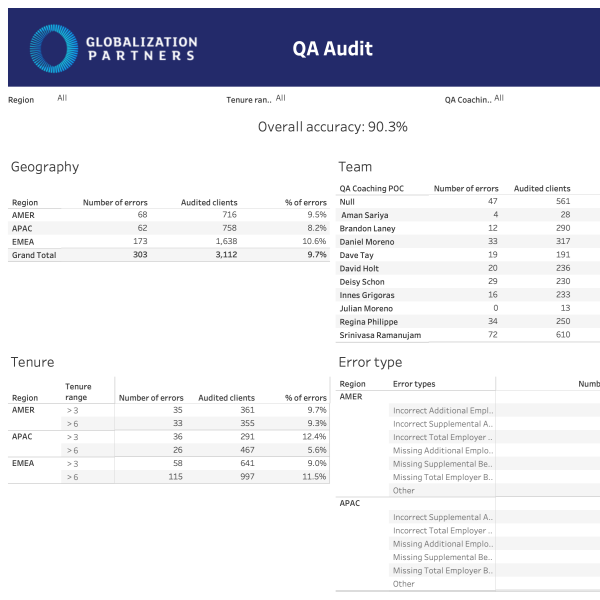 GLOBALIZATION
PARTNERS
QA Audit
Region All Tenure ran.. All QA Coachin.. All
Overall accuracy: 90.3%
Geography
Region Number of errors Audited clients % of errors
AMER 68 716 9.5%
APAC 62 758 8.2%
EMEA 173 1,638 10.6%
Grand Total 303 3,112 9.7%
Team
QA Coaching POC Number of errors Audited clients
Null 47 561
Aman Sariya 4 28
Brandon Laney 12 290
Daniel Moreno 33 317
Dave Tay 19 191
David Holt 20 236
Deisy Schon 29 230
Innes Grigoras 16 233
Julian Moreno 0 13
Regina Philippe 34 250
Srinivasa Ramanujam 72 610
Tenure
Region Tenure range Number of errors Audited clients % of errors
AMER > 3 35 361 9.7%
> 6 33 355 9.3%
APAC > 3 36 291 12.4%
> 6 26 467 5.6%
EMEA > 3 58 641 9.0%
> 6 115 997 11.5%
Error type
Region Error types Numb
AMER
Incorrect Additional Empl..
Incorrect Supplemental A..
Incorrect Total Employer ..
Missing Additional Emplo..
Missing Supplemental Be..
Missing Total Employer B..
Other
APAC
Incorrect Supplemental A..
Incorrect Total Employer ..
Missing Additional Emplo..
Missing Supplemental Be..
Missing Total Employer B..
Other